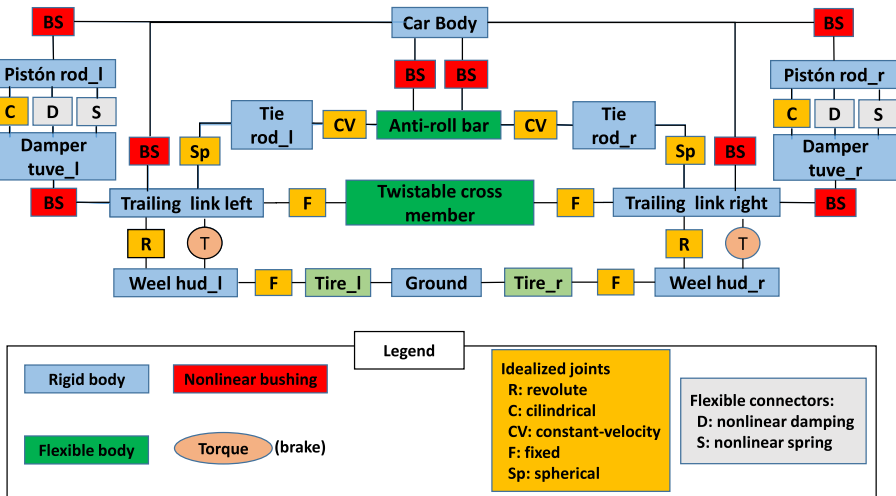 BS
Car Body
BS
Pistón rod_l
BS
BS
Pistón rod_r
C
D
S
Tie
rod_l
CV
Anti-roll bar
CV
Tie
rod_r
C
D
S
Damper
tuve_l
BS
Sp
Sp
BS
Damper
tuve_r
BS
Trailing link left
F
Twistable cross
member
F
Trailing link right
BS
R
T
R
T
Weel hud_l
F
Tire_l
Ground
Tire_r
F
Weel hud_r
Legend
Rigid body
Nonlinear bushing
Flexible body
Torque
(brake)
Idealized joints
R: revolute
C: cilindrical
CV: constant-velocity
F: fixed
Sp: spherical
Flexible connectors:
D: nonlinear damping
S: nonlinear spring